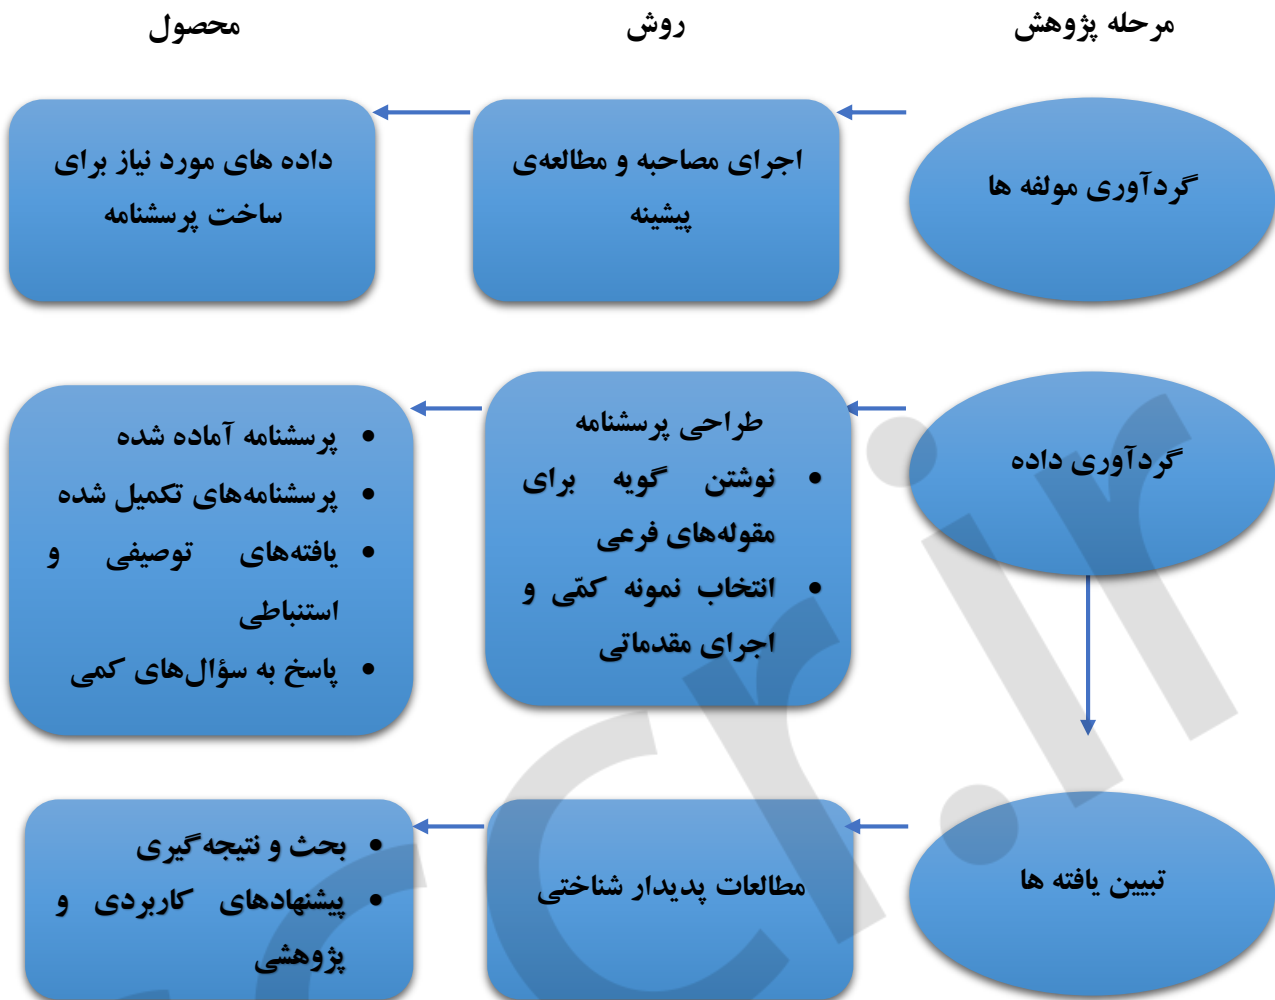 مرحله پژوهش
روش
محصول
گردآوری مولفه ها
اجرای مصاحبه و مطالعه‌ی
پیشینه
داده های مورد نیاز برای
ساخت پرسشنامه
گردآوری داده
طراحی پرسشنامه
• نوشتن گویه برای
مقوله‌های فرعی
• انتخاب نمونه کمّی و
اجرای مقدماتی
• پرسشنامه آماده شده
• پرسشنامه‌های تکمیل شده
• یافته‌های توصیفی و
استنباطی
• پاسخ به سؤال‌های کمی
تبیین یافته ها
مطالعات پدیدار شناختی
• بحث و نتیجه گیری
• پیشنهادهای کاربردی و
پژوهشی